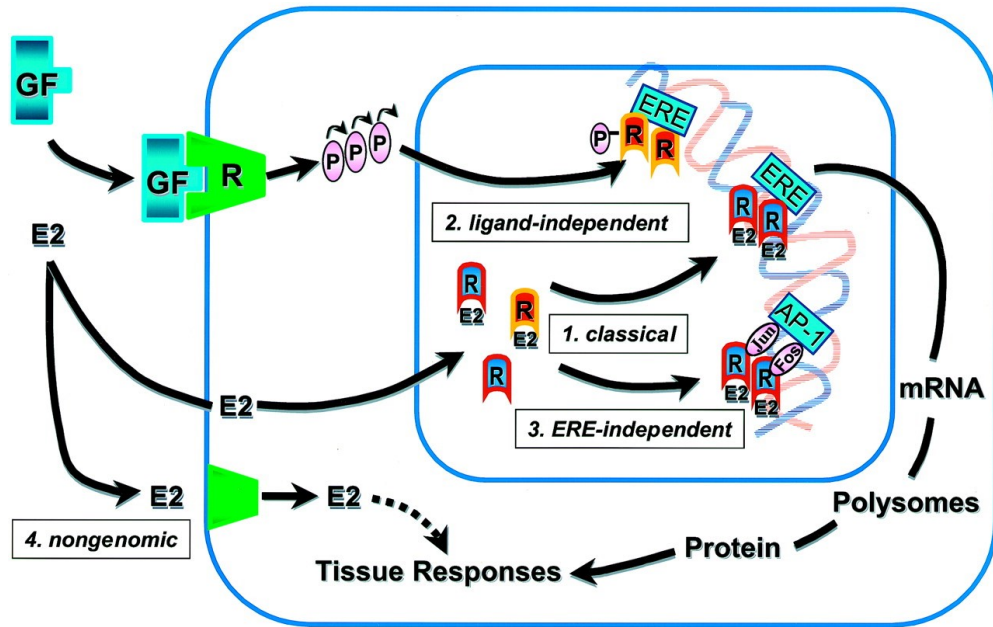 GF
GF
R
P
P
P
P
R
R
ERE
2. ligand-independent
ERE
R
R
E2
E2
E2
R
E2
R
E2
R
1. classical
AP-1
Jun
Fos
R
R
E2
E2
3. ERE-independent
mRNA
E2
E2
E2
4. nongenomic
Polysomes
Protein
Tissue Responses